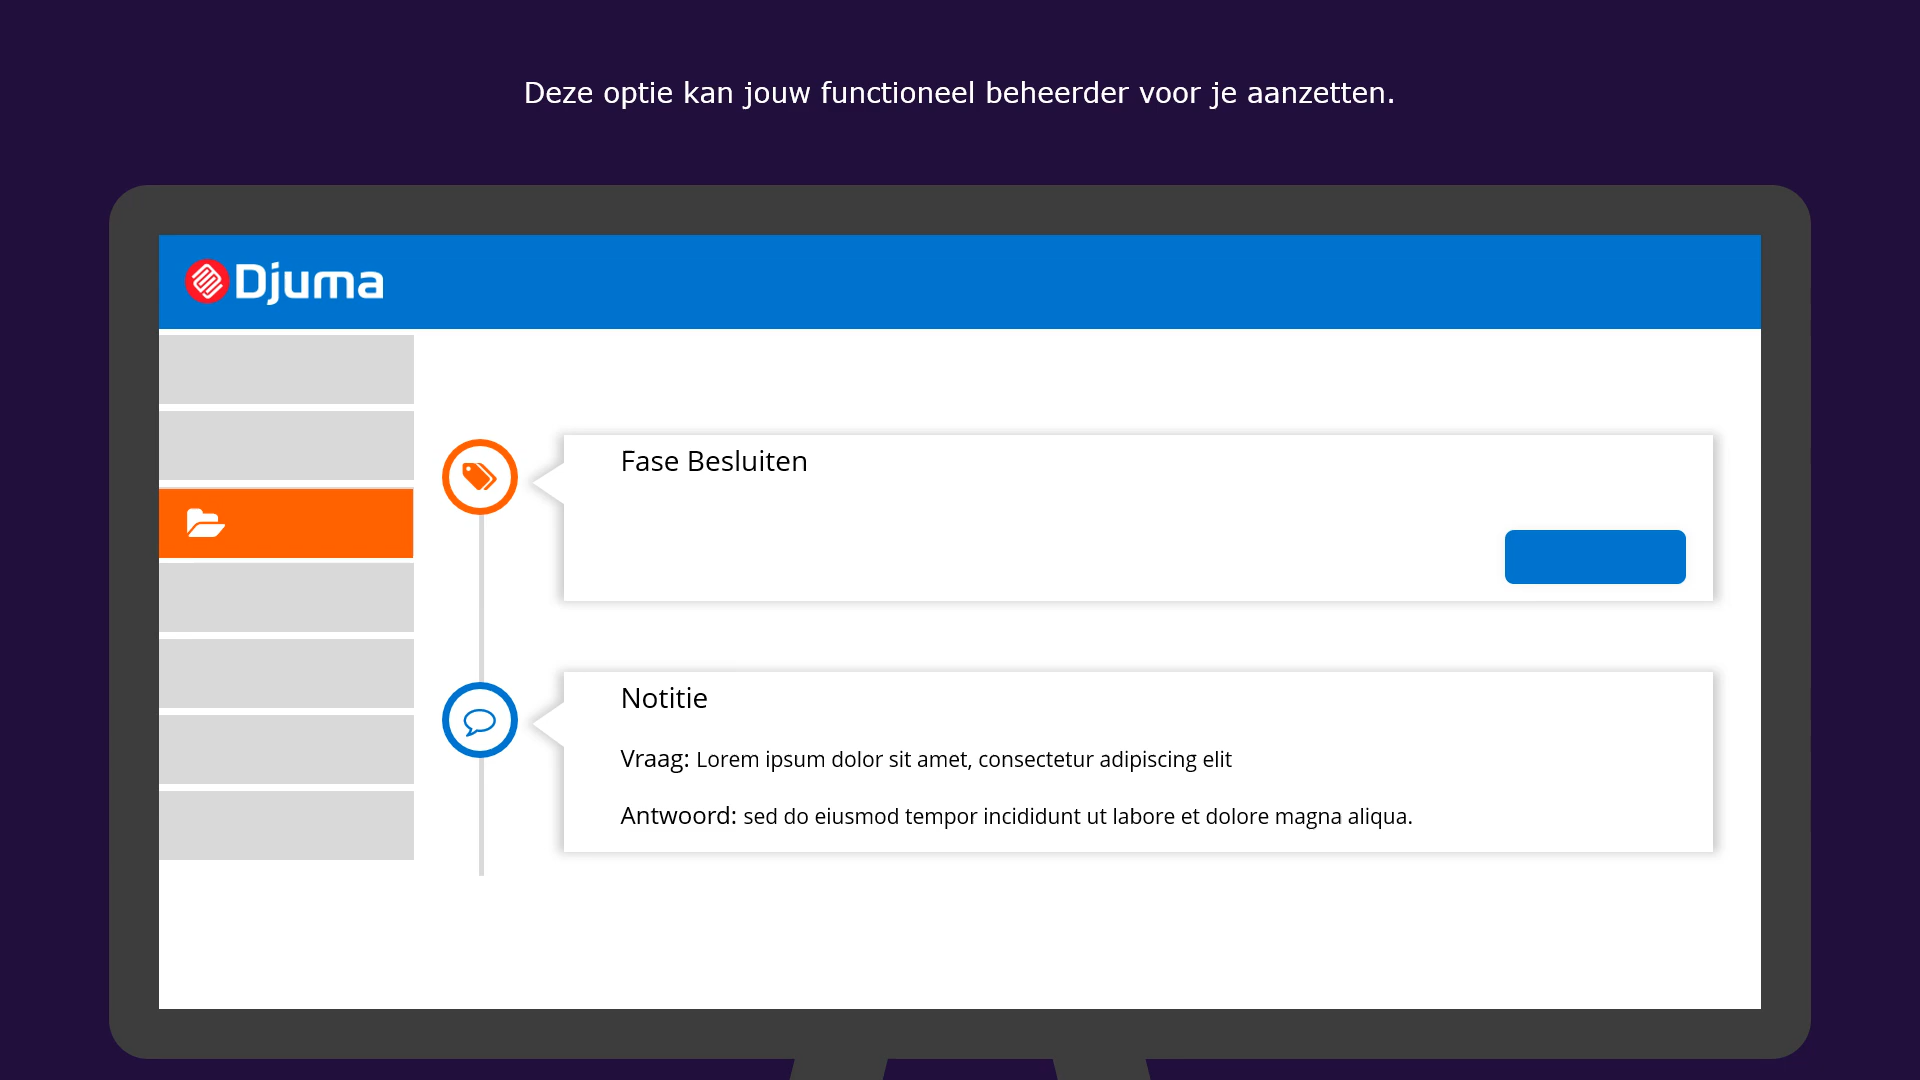 Deze optie kan jouw functioneel beheerder voor je aanzetten.
Djuma
Fase Besluiten
Notitie
Vraag: Lorem ipsum dolor sit amet, consectetur adipiscing elit
Antwoord: sed do eiusmod tempor incididunt ut labore et dolore magna aliqua.